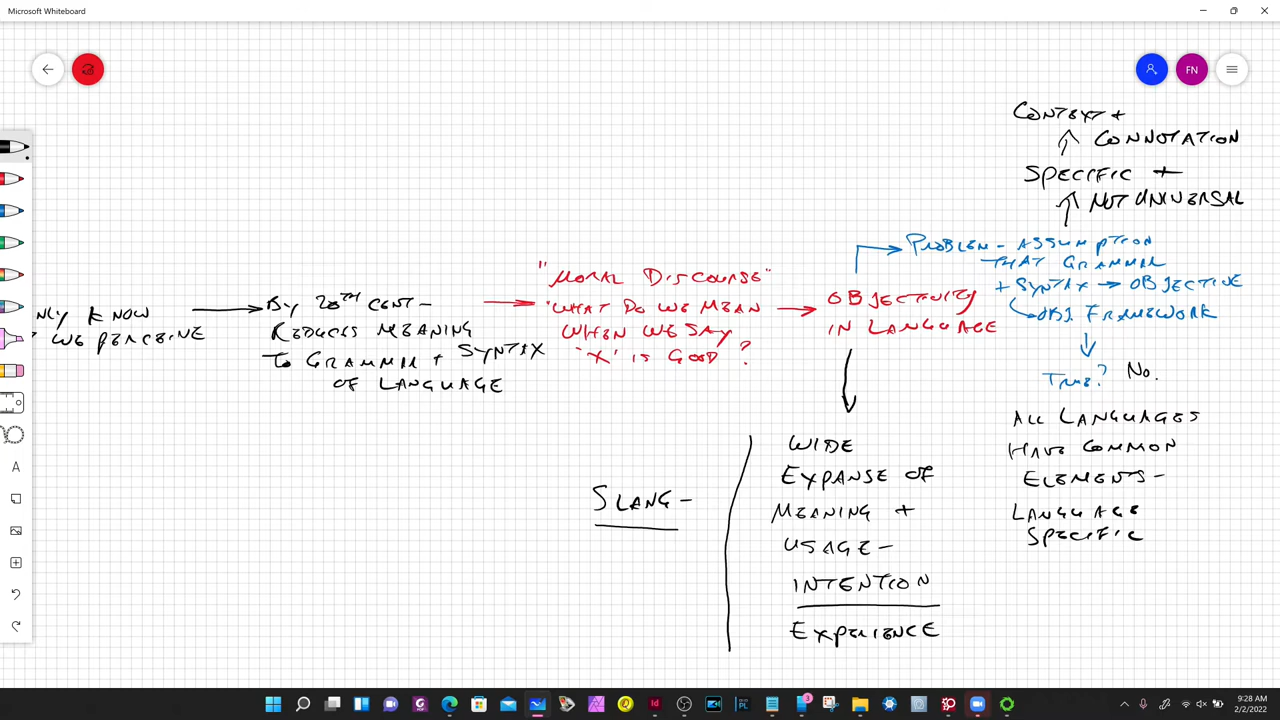 Microsoft Whiteboard
FN
CONTEXT +
CONNOTATION
SPECIFIC +
NOT UNIVERSAL
PROBLEM - ASSUMPTION
THAT GRAMMAR
+ SYNTAX → OBJECTIVE
OBJ. FRAMEWORK
TRUE? No.
ALL LANGUAGES
HAVE COMMON
ELEMENTS -
LANGUAGE
SPECIFIC
NLY KNOW
WE PERCEIVE
BY 20TH CENT -
REDUCES MEANING
TO GRAMMAR + SYNTAX
OF LANGUAGE
"MORAL DISCOURSE"
"WHAT DO WE MEAN
WHEN WE SAY
'X' IS GOOD?
OBJECTIVITY
IN LANGUAGE
SLANG -
WIDE
EXPANSE OF
MEANING +
USAGE -
INTENTION
EXPERIENCE
A
9:28 AM
2/2/2022